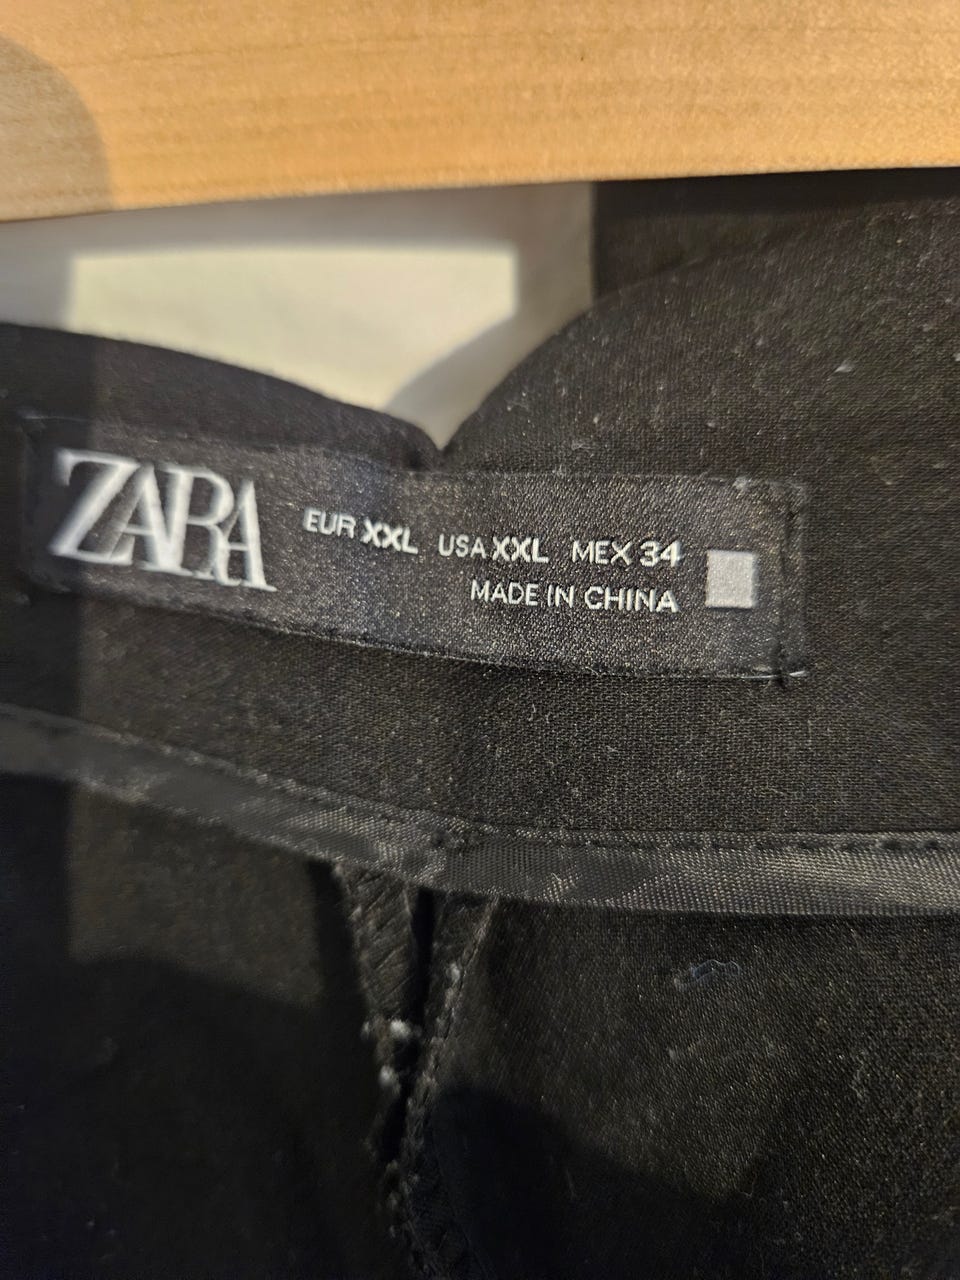 ZARA
EUR XXL USA XXL MEX 34
MADE IN CHINA